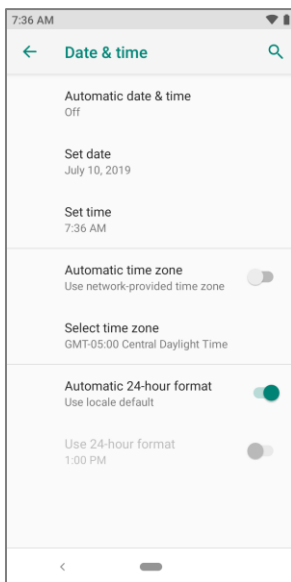 7:36 AM
Date & time
Automatic date & time
Off
Set date
July 10, 2019
Set time
7:36 AM
Automatic time zone
Use network-provided time zone
Select time zone
GMT-05:00 Central Daylight Time
Automatic 24-hour format
Use locale default
Use 24-hour format
1:00 PM